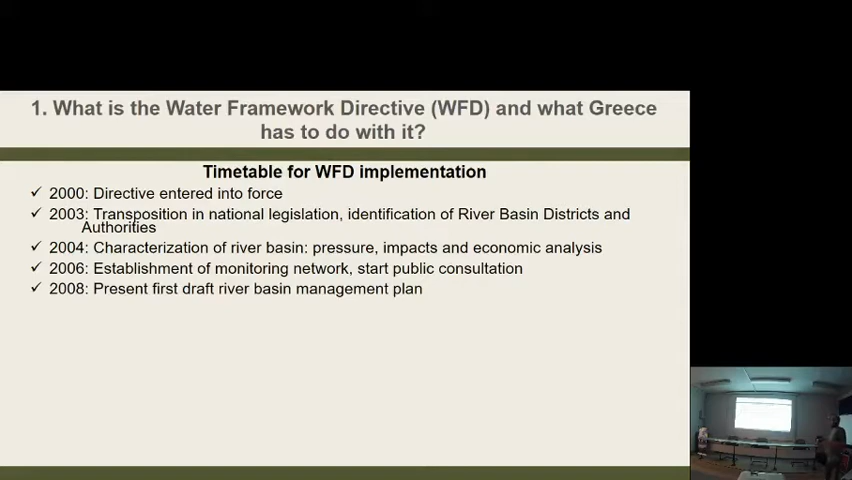 1. What is the Water Framework Directive (WFD) and what Greece
has to do with it?
Timetable for WFD implementation
✓ 2000: Directive entered into force
✓ 2003: Transposition in national legislation, identification of River Basin Districts and
Authorities
✓ 2004: Characterization of river basin: pressure, impacts and economic analysis
✓ 2006: Establishment of monitoring network, start public consultation
✓ 2008: Present first draft river basin management plan